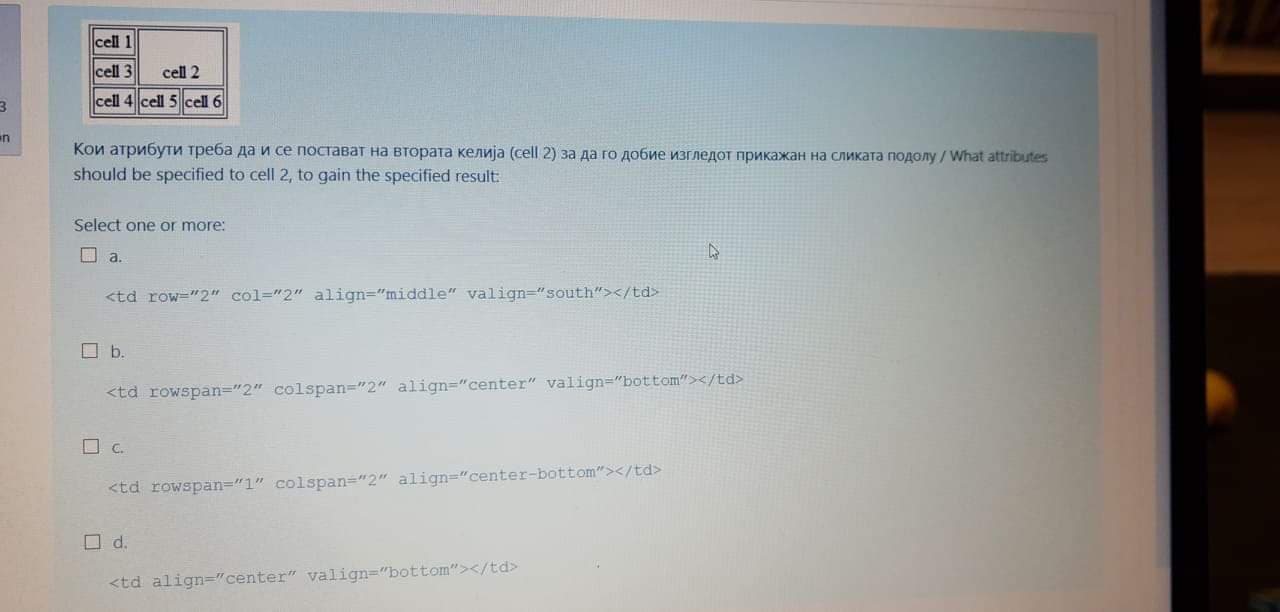 cell 1
cell 3 cell 2
cell 4 cell 5 cell 6
3
on
Кои атрибути треба да и се постават на втората келија (cell 2) за да го добие изгледот прикажан на сликата подолу / What attributes
should be specified to cell 2, to gain the specified result:
Select one or more:
a.
<td row="2" col="2" align="middle" valign="south"></td>
b.
<td rowspan="2" colspan="2" align="center" valign="bottom"></td>
c.
<td rowspan="1" colspan="2" align="center-bottom"></td>
d.
<td align="center" valign="bottom"></td>